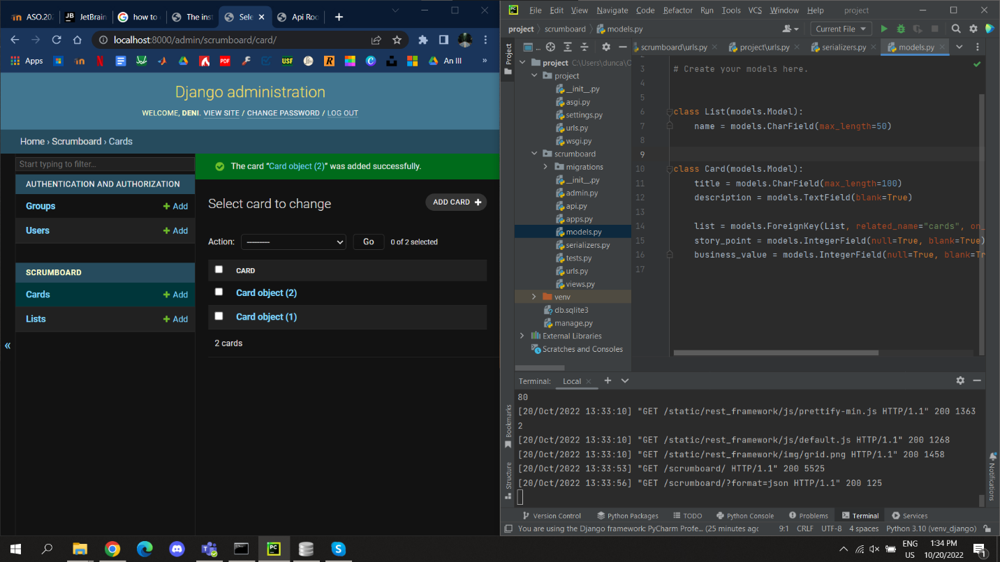 ASO.202
JetBrain
how to
The inst
Sele
Api Roo
localhost:8000/admin/scrumboard/card/
Apps
PDF
USF
An III
»
Django administration
WELCOME, DENI. VIEW SITE / CHANGE PASSWORD / LOG OUT
Home › Scrumboard › Cards
Start typing to filter...
AUTHENTICATION AND AUTHORIZATION
Groups + Add
Users + Add
SCRUMBOARD
Cards + Add
Lists + Add
«
The card “Card object (2)” was added successfully.
Select card to change
ADD CARD +
Action: --------- Go 0 of 2 selected
CARD
Card object (2)
Card object (1)
2 cards
PC File Edit View Navigate Code Refactor Run Tools VCS Window Help project
project › scrumboard › models.py
Current File
Project
... scrumboard\urls.py project\urls.py serializers.py models.py
project C:\Users\dunca\O
project
__init__.py
asgi.py
settings.py
urls.py
wsgi.py
scrumboard
migrations
__init__.py
admin.py
api.py
apps.py
models.py
serializers.py
tests.py
urls.py
views.py
venv
db.sqlite3
manage.py
External Libraries
Scratches and Consoles
3 # Create your models here.
4
5
6 class List(models.Model):
7 name = models.CharField(max_length=50)
8
9
10 class Card(models.Model):
11 title = models.CharField(max_length=100)
12 description = models.TextField(blank=True)
13
14 list = models.ForeignKey(List, related_name="cards", on_
15 story_point = models.IntegerField(null=True, blank=True)
16 business_value = models.IntegerField(null=True, blank=Tr
17
Terminal: Local
80
[20/Oct/2022 13:33:10] "GET /static/rest_framework/js/prettify-min.js HTTP/1.1" 200 1363
2
[20/Oct/2022 13:33:10] "GET /static/rest_framework/js/default.js HTTP/1.1" 200 1268
[20/Oct/2022 13:33:10] "GET /static/rest_framework/img/grid.png HTTP/1.1" 200 1458
[20/Oct/2022 13:33:53] "GET /scrumboard/ HTTP/1.1" 200 5525
[20/Oct/2022 13:33:56] "GET /scrumboard/?format=json HTTP/1.1" 200 125
Bookmarks
Structure
Notifications
Version Control Python Packages TODO Python Console Problems Terminal Services
You are using the Django framework: PyCharm Profe... (25 minutes ago 9:1 CRLF UTF-8 4 spaces Python 3.10 (venv_django)
ENG
US
1:34 PM
10/20/2022
1